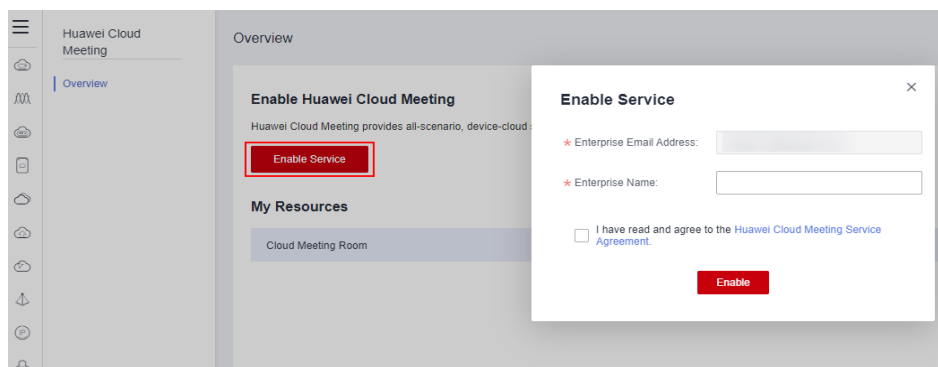 Huawei Cloud
Meeting
Overview
Overview
Enable Huawei Cloud Meeting
Huawei Cloud Meeting provides all-scenario, device-cloud
Enable Service
My Resources
Cloud Meeting Room
Enable Service
* Enterprise Email Address:
* Enterprise Name:
I have read and agree to the Huawei Cloud Meeting Service
Agreement.
Enable